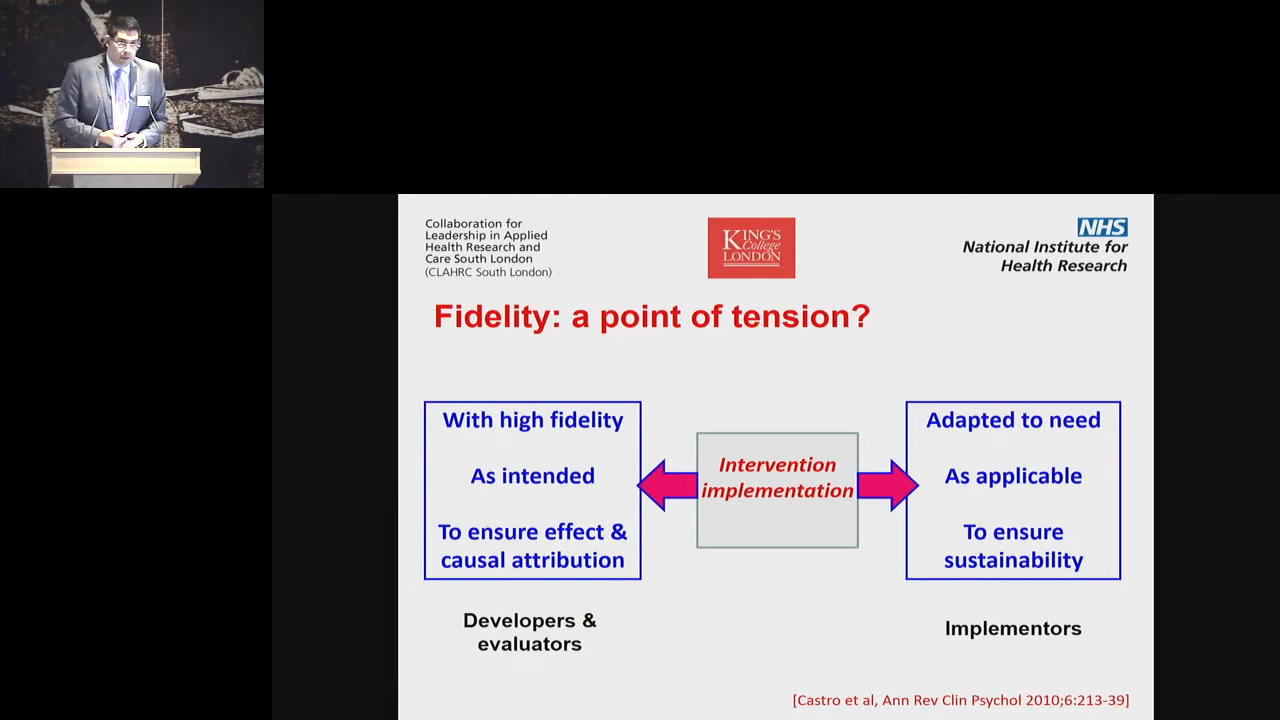 Collaboration for
Leadership in Applied
Health Research and
Care South London
(CLAHRC South London)
KING'S
College
LONDON
NHS
National Institute for
Health Research
Fidelity: a point of tension?
With high fidelity
As intended
To ensure effect &
causal attribution
Intervention
implementation
Adapted to need
As applicable
To ensure
sustainability
Developers &
evaluators
Implementors
[Castro et al, Ann Rev Clin Psychol 2010;6:213-39]